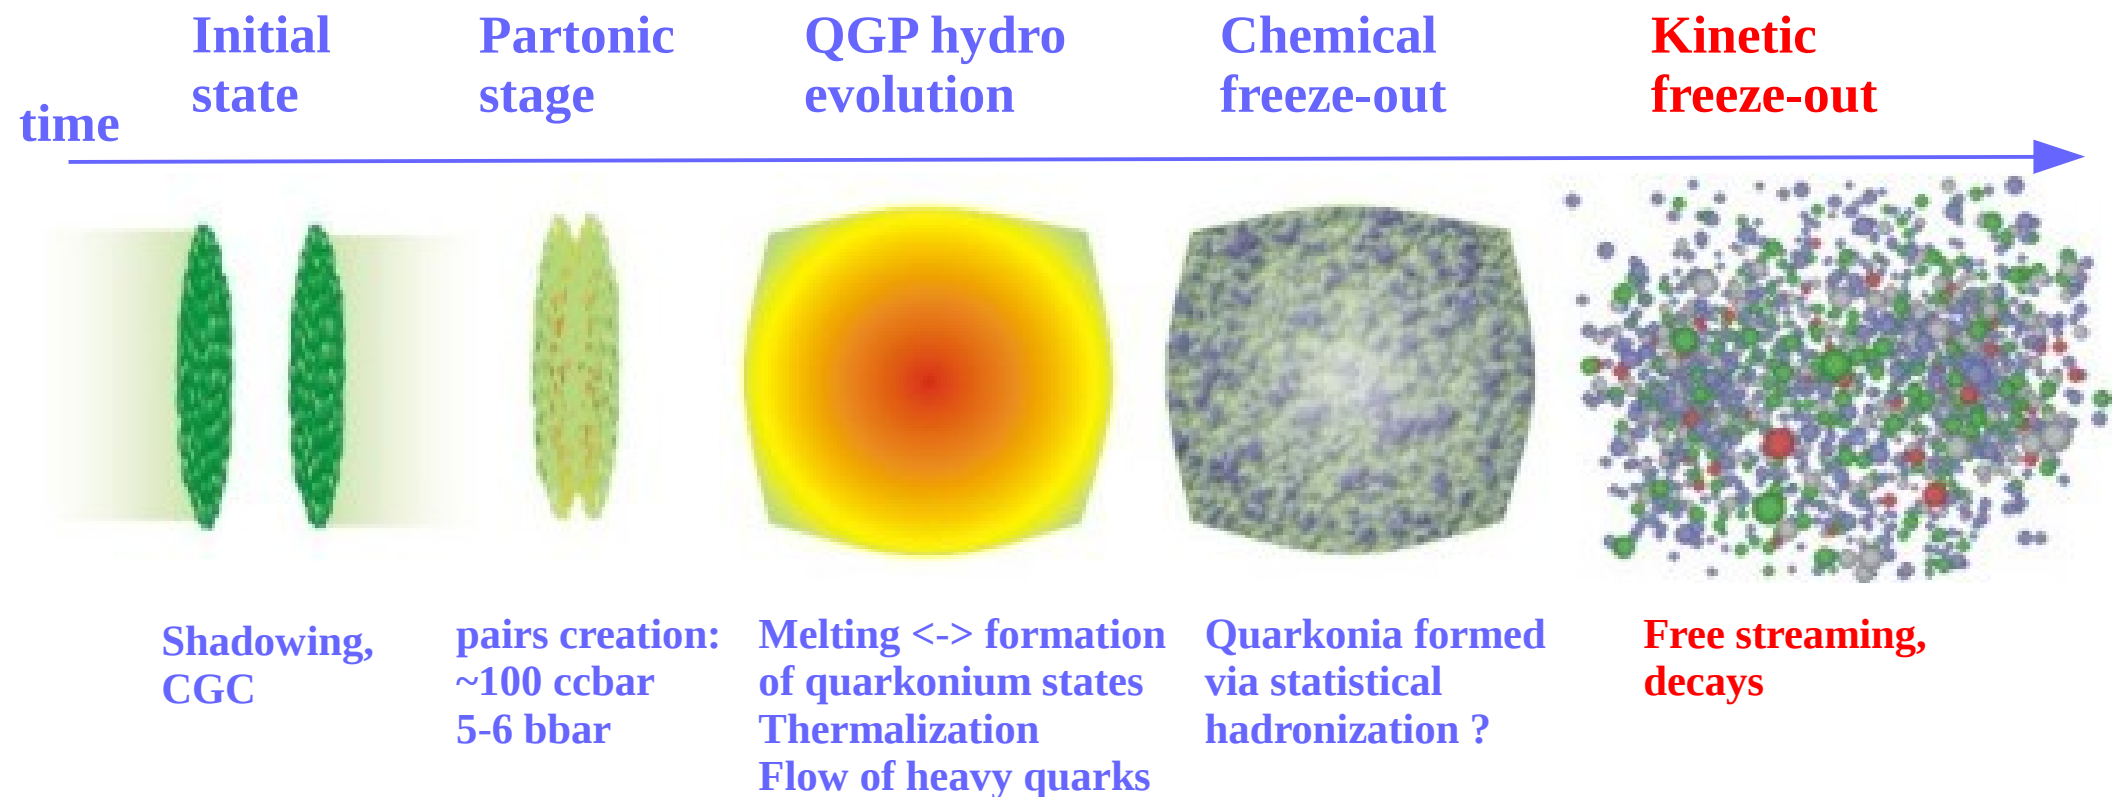 Initial
state
Partonic
stage
QGP hydro
evolution
Chemical
freeze-out
Kinetic
freeze-out
time
Shadowing,
CGC
pairs creation:
~100 ccbar
5-6 bbar
Melting <-> formation
of quarkonium states
Thermalization
Flow of heavy quarks
Quarkonia formed
via statistical
hadronization ?
Free streaming,
decays